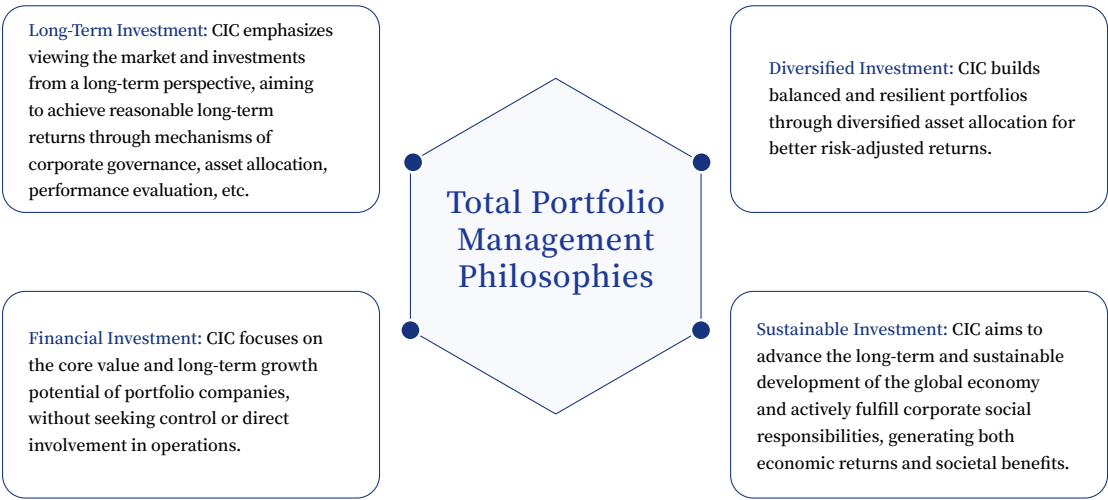 Long-Term Investment: CIC emphasizes
viewing the market and investments
from a long-term perspective, aiming
to achieve reasonable long-term
returns through mechanisms of
corporate governance, asset allocation,
performance evaluation, etc.
Diversified Investment: CIC builds
balanced and resilient portfolios
through diversified asset allocation for
better risk-adjusted returns.
Total Portfolio
Management
Philosophies
Financial Investment: CIC focuses on
the core value and long-term growth
potential of portfolio companies,
without seeking control or direct
involvement in operations.
Sustainable Investment: CIC aims to
advance the long-term and sustainable
development of the global economy
and actively fulfill corporate social
responsibilities, generating both
economic returns and societal benefits.